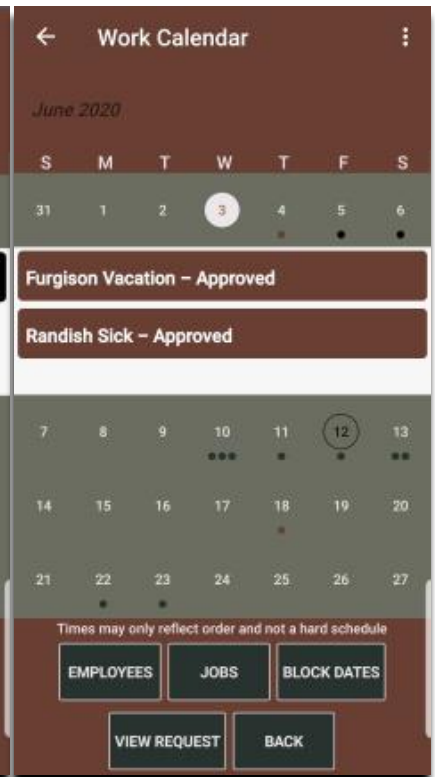 Work Calendar
June 2020
S M T W T F S
31 1 2 3 4 5 6
Furgison Vacation – Approved
Randish Sick – Approved
7 8 9 10 11 12 13
14 15 16 17 18 19 20
21 22 23 24 25 26 27
Times may only reflect order and not a hard schedule
EMPLOYEES JOBS BLOCK DATES
VIEW REQUEST BACK